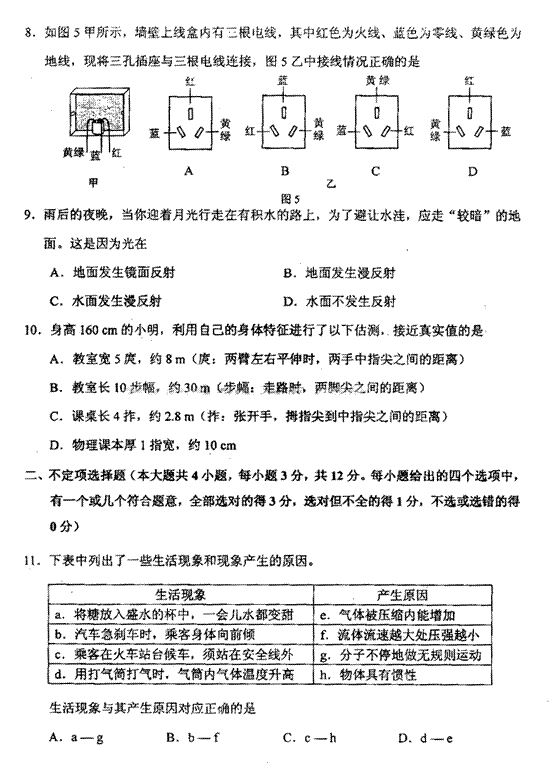 8．如图 5 甲所示，墙壁上线盒内有三根电线，其中红色为火线、蓝色为零线、黄绿色为
地线，现将三孔插座与三根电线连接，图 5 乙中接线情况正确的是
黄绿 蓝 红
甲
红 蓝 黄绿
A
蓝 红 黄绿
B
黄绿 蓝 红
C
红 黄绿 蓝
D
乙
图 5
9．雨后的夜晚，当你迎着月光行走在有积水的路上，为了避让水洼，应走“较暗”的地
面。这是因为光在
A．地面发生镜面反射 B．地面发生漫反射
C．水面发生漫反射 D．水面不发生反射
10．身高 160 cm 的小明，利用自己的身体特征进行了以下估测，接近真实值的是
A．教室宽 5 庹，约 8 m（庹：两臂左右平伸时，两手中指尖之间的距离）
B．教室长 10 步幅，约 30 m（步幅：走路时，两脚尖之间的距离）
C．课桌长 4 拃，约 2.8 m（拃：张开手，拇指尖到中指尖之间的距离）
D．物理课本厚 1 指宽，约 10 cm
二、不定项选择题（本大题共 4 小题，每小题 3 分，共 12 分。每小题给出的四个选项中，
有一个或几个符合题意，全部选对的得 3 分，选对但不全的得 1 分，不选或选错的得
0 分）
11．下表中列出了一些生活现象和现象产生的原因。
生活现象 产生原因
a．将糖放入盛水的杯中，一会儿水都变甜 e．气体被压缩内能增加
b．汽车急刹车时，乘客身体向前倾 f．流体流速越大处压强越小
c．乘客在火车站台候车，须站在安全线外 g．分子不停地做无规则运动
d．用打气筒打气时，气筒内气体温度升高 h．物体具有惯性
生活现象与其产生原因对应正确的是
A．a—g B．b—f C．c—h D．d—e